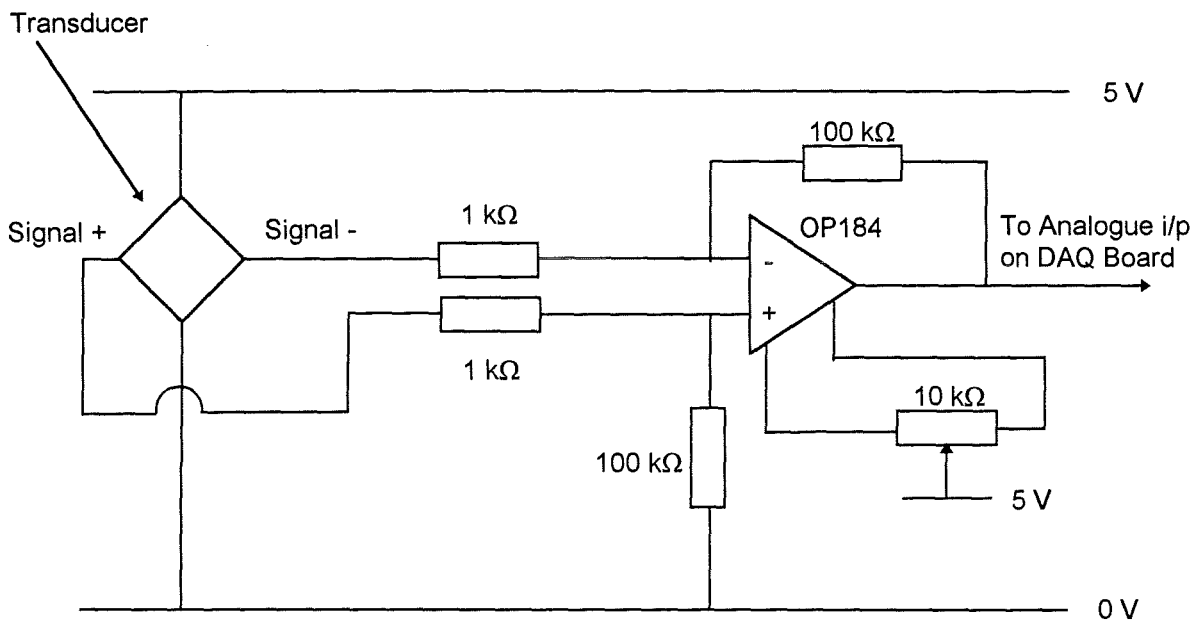 Transducer
5 V
100 kΩ
Signal +
Signal -
1 kΩ
OP184
To Analogue i/p
on DAQ Board
-
+
1 kΩ
10 kΩ
100 kΩ
5 V
0 V